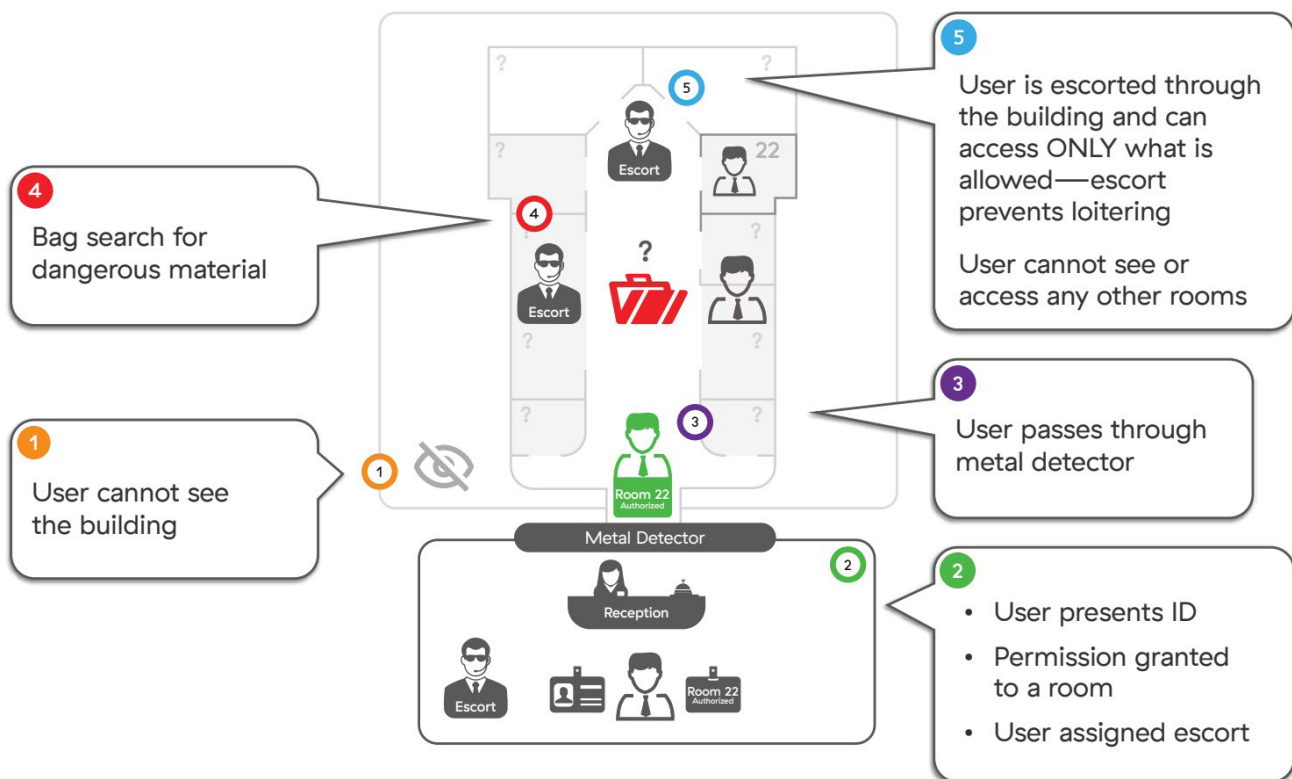 5
User is escorted through
the building and can
access ONLY what is
allowed—escort
prevents loitering
User cannot see or
access any other rooms
4
Bag search for
dangerous material
1
User cannot see
the building
3
User passes through
metal detector
2
• User presents ID
• Permission granted
to a room
• User assigned escort
?
?
5
Escort
?
22
4
?
Escort
?
?
?
?
?
3
1
Room 22
Authorized
Metal Detector
2
Reception
Escort
Room 22
Authorized